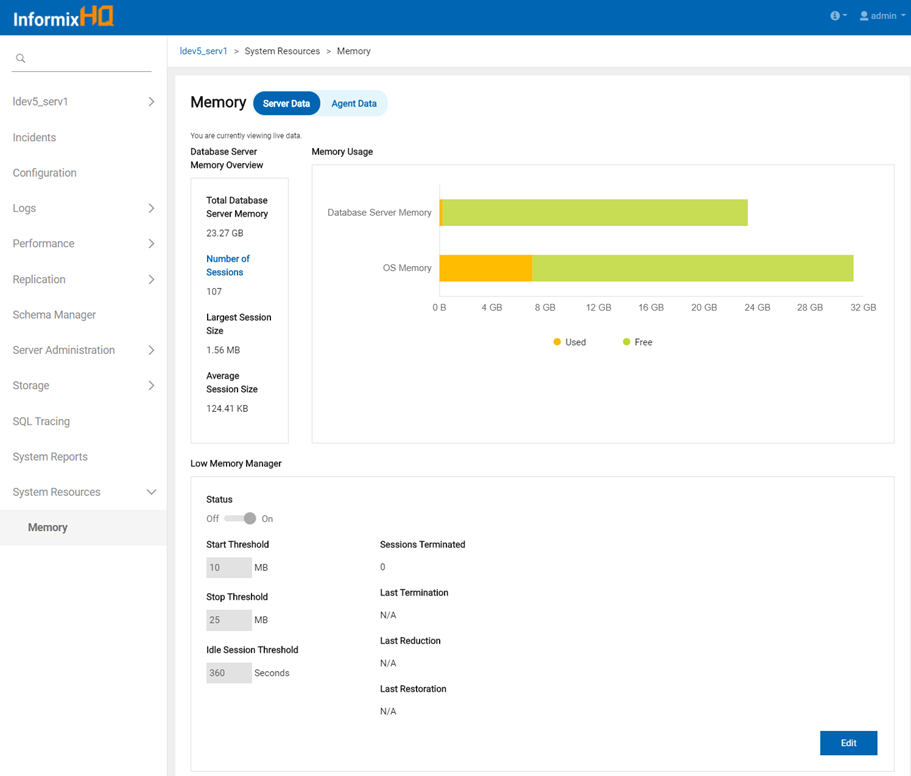 InformixHQ
admin
ldev5_serv1 > System Resources > Memory
ldev5_serv1
Incidents
Configuration
Logs
Performance
Replication
Schema Manager
Server Administration
Storage
SQL Tracing
System Reports
System Resources
Memory
Memory
Server Data
Agent Data
You are currently viewing live data.
Database Server
Memory Overview
Total Database
Server Memory
23.27 GB
Number of
Sessions
107
Largest Session
Size
1.56 MB
Average
Session Size
124.41 KB
Memory Usage
Database Server Memory
OS Memory
0 B 4 GB 8 GB 12 GB 16 GB 20 GB 24 GB 28 GB 32 GB
Used Free
Low Memory Manager
Status
Off On
Start Threshold
10 MB
Stop Threshold
25 MB
Idle Session Threshold
360 Seconds
Sessions Terminated
0
Last Termination
N/A
Last Reduction
N/A
Last Restoration
N/A
Edit